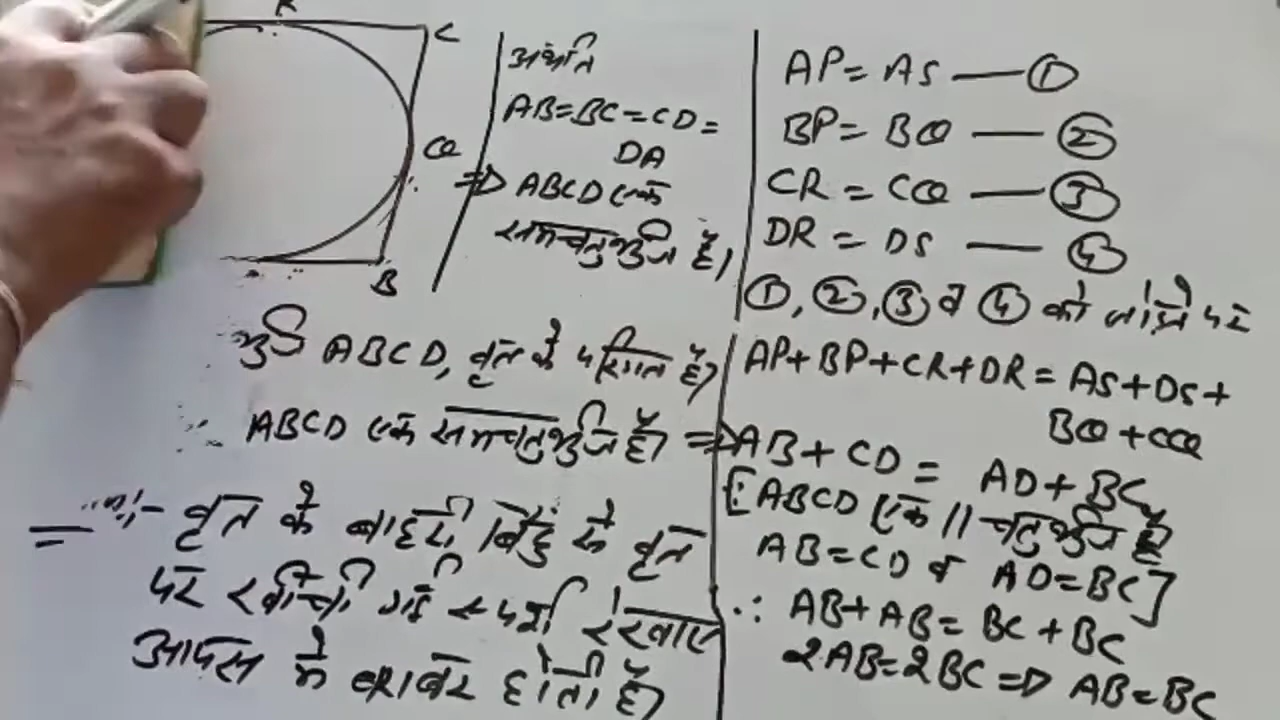 R
C
Q
B
अर्थात
AB=BC=CD=
DA
=> ABCD एक
समचतुर्भुज है।
भुज ABCD, वृत के परिगत है।
ABCD एक समचतुर्भुज है।
वृत के बाहरी बिंदु से वृत
पर खींची गई स्पर्श रेखाए
आपस मे बराबर होती है।
AP = AS — ①
BP = BQ — ②
CR = CQ — ③
DR = DS — ④
①, ②, ③ व ④ को जोड़ने पर
AP+BP+CR+DR = AS+DS+
BQ+CQ
=> AB + CD = AD + BC
[∵ ABCD एक || चतुर्भुज है
AB = CD व AD = BC]
∴ AB+AB = BC + BC
2AB=2BC => AB=BC